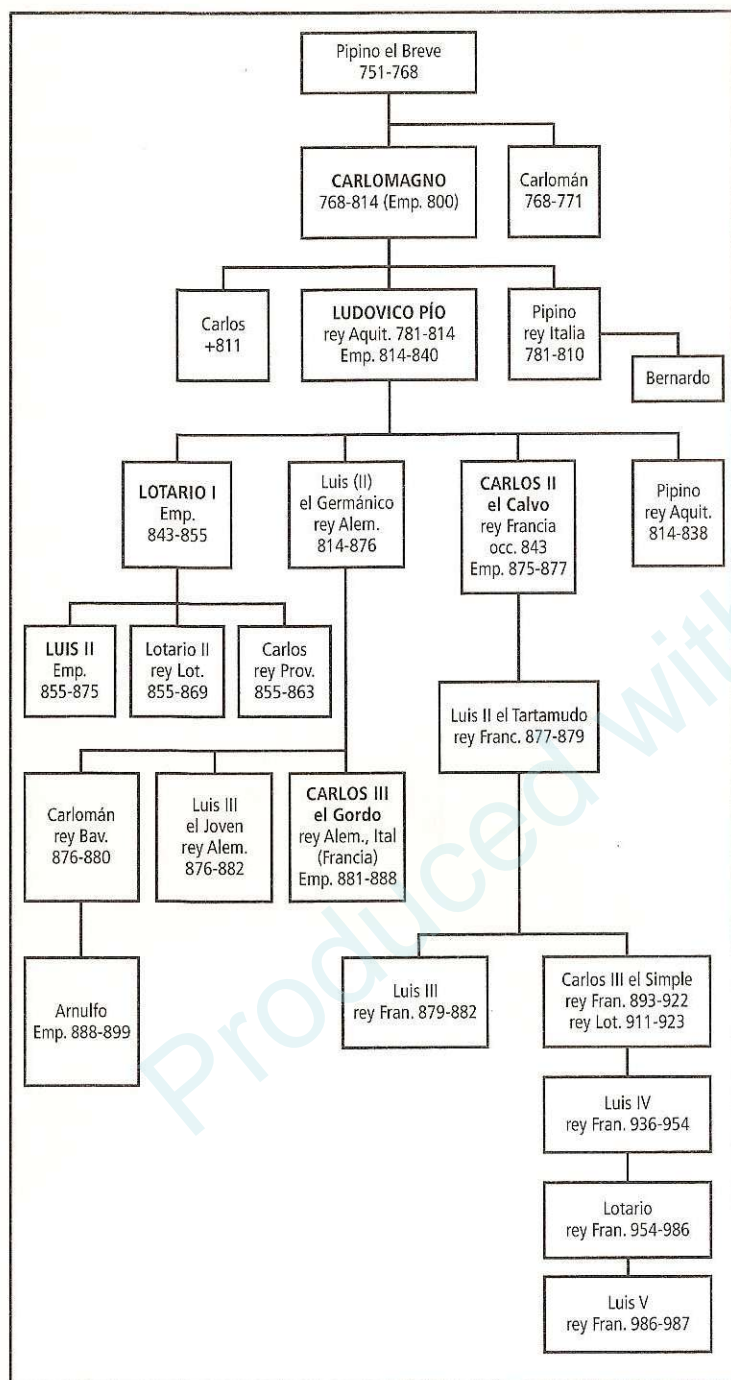 Pipino el Breve
751-768
CARLOMAGNO
768-814 (Emp. 800)
Carlomán
768-771
Carlos
+811
LUDOVICO PÍO
rey Aquit. 781-814
Emp. 814-840
Pipino
rey Italia
781-810
Bernardo
LOTARIO I
Emp.
843-855
Luis (II)
el Germánico
rey Alem.
814-876
CARLOS II
el Calvo
rey Francia
occ. 843
Emp. 875-877
Pipino
rey Aquit.
814-838
LUIS II
Emp.
855-875
Lotario II
rey Lot.
855-869
Carlos
rey Prov.
855-863
Luis II el Tartamudo
rey Franc. 877-879
Carlomán
rey Bav.
876-880
Luis III
el Joven
rey Alem.
876-882
CARLOS III
el Gordo
rey Alem., Ital
(Francia)
Emp. 881-888
Arnulfo
Emp. 888-899
Luis III
rey Fran. 879-882
Carlos III el Simple
rey Fran. 893-922
rey Lot. 911-923
Luis IV
rey Fran. 936-954
Lotario
rey Fran. 954-986
Luis V
rey Fran. 986-987
Produced with